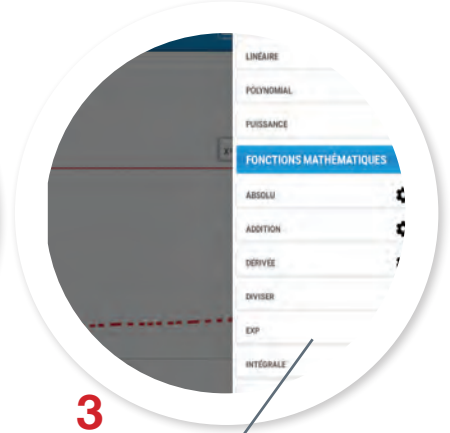 LINÉAIRE
POLYNOMIAL
PUISSANCE
FONCTIONS MATHÉMATIQUES
ABSOLU
ADDITION
DÉRIVÉE
DIVISER
EXP
INTÉGRALE
3